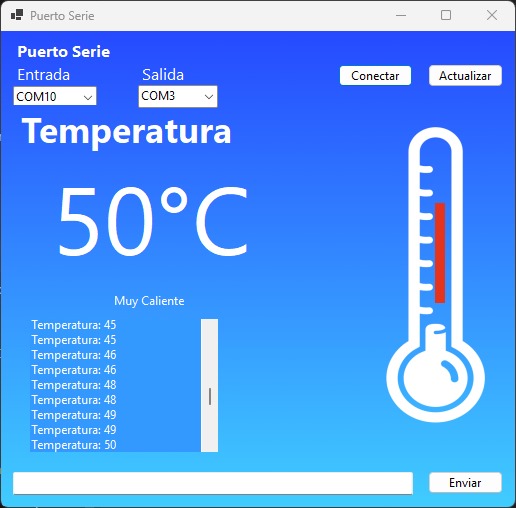 Puerto Serie
Puerto Serie
Entrada Salida
COM10 COM3 Conectar Actualizar
Temperatura
50°C
Muy Caliente
Temperatura: 45
Temperatura: 45
Temperatura: 46
Temperatura: 46
Temperatura: 48
Temperatura: 48
Temperatura: 49
Temperatura: 49
Temperatura: 50
Enviar